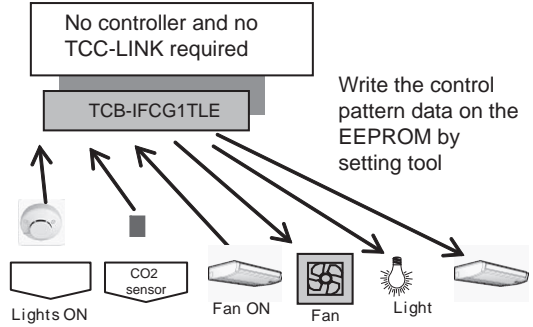 No controller and no
TCC-LINK required
TCB-IFCG1TLE
Write the control
pattern data on the
EEPROM by
setting tool
CO2
sensor
Lights ON
Fan ON
Fan
Light